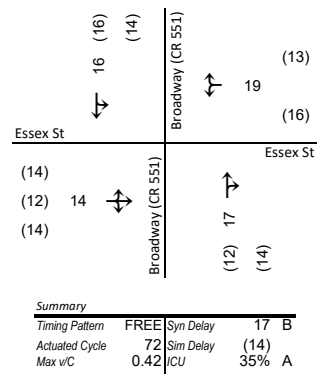 (16) (14)
16
Broadway (CR 551)
(13)
19
(16)
Essex St
Essex St
(14)
(12) 14
(14)
Broadway (CR 551)
17
(12) (14)
Summary
Timing Pattern FREE Syn Delay 17 B
Actuated Cycle 72 Sim Delay (14)
Max v/C 0.42 ICU 35% A